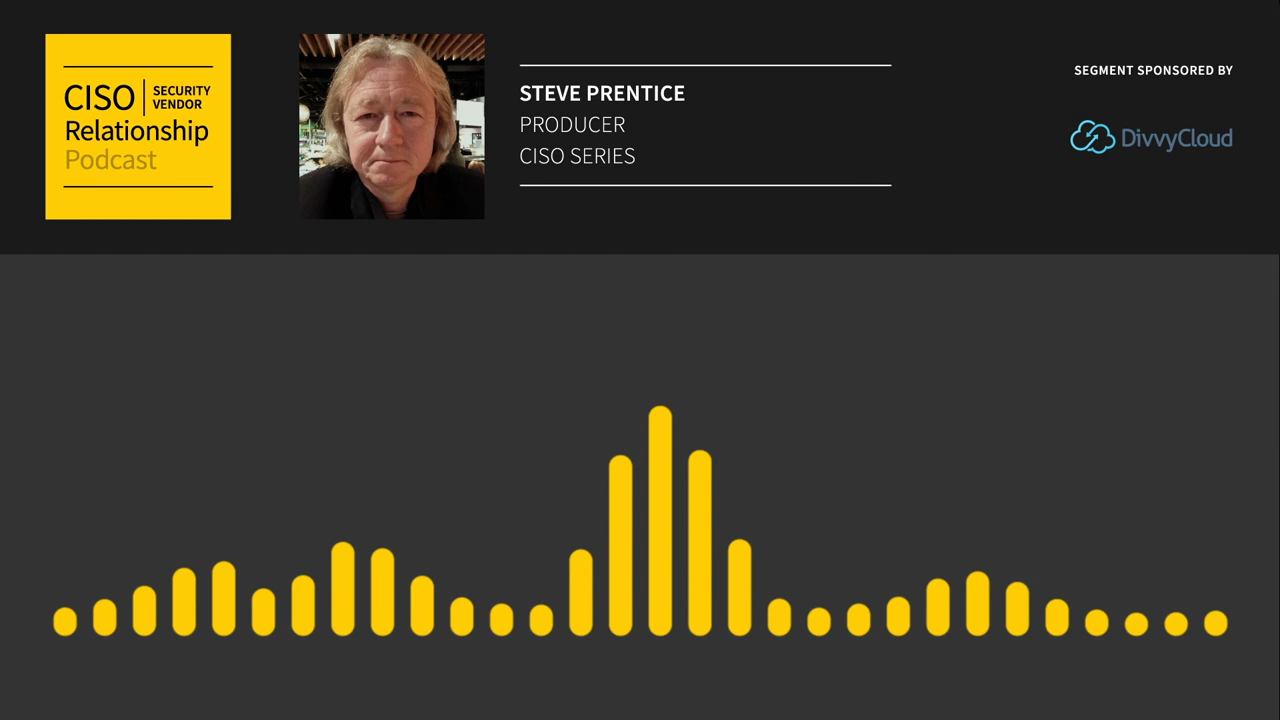 CISO
SECURITY
VENDOR
Relationship
Podcast
STEVE PRENTICE
PRODUCER
CISO SERIES
SEGMENT SPONSORED BY
DivvyCloud